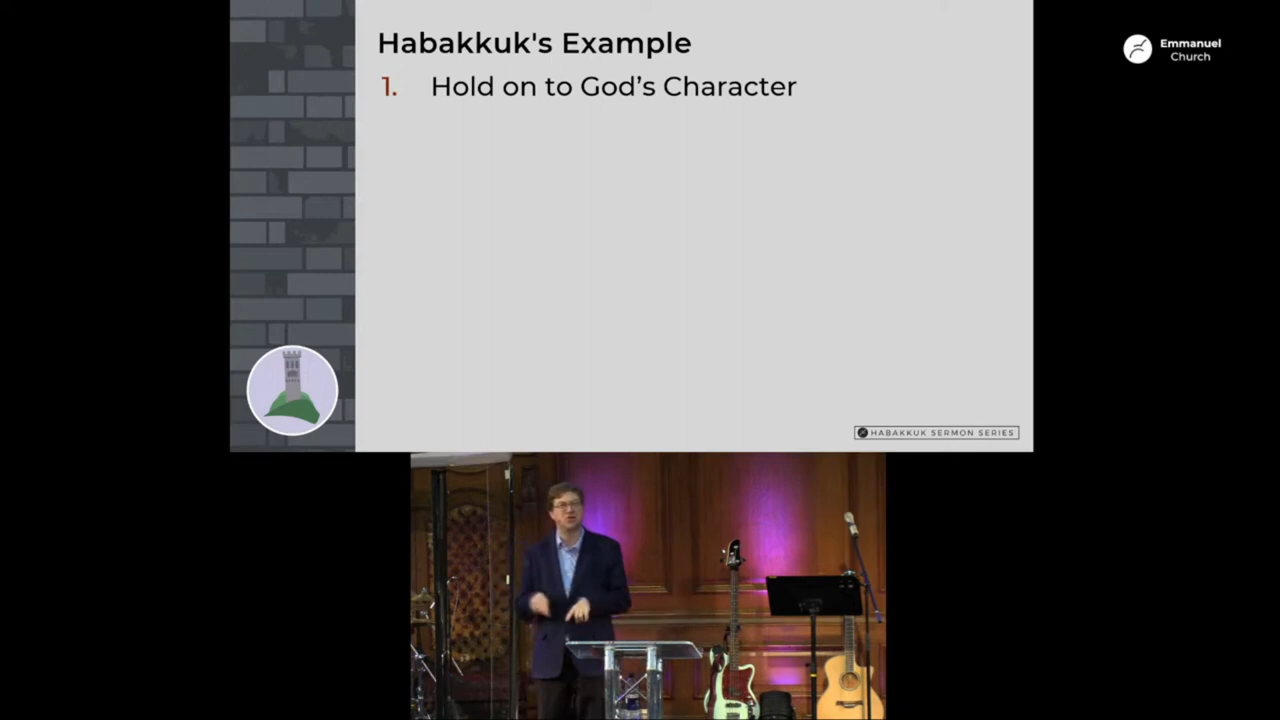 Habakkuk's Example
1. Hold on to God’s Character
Emmanuel
Church
HABAKKUK SERMON SERIES